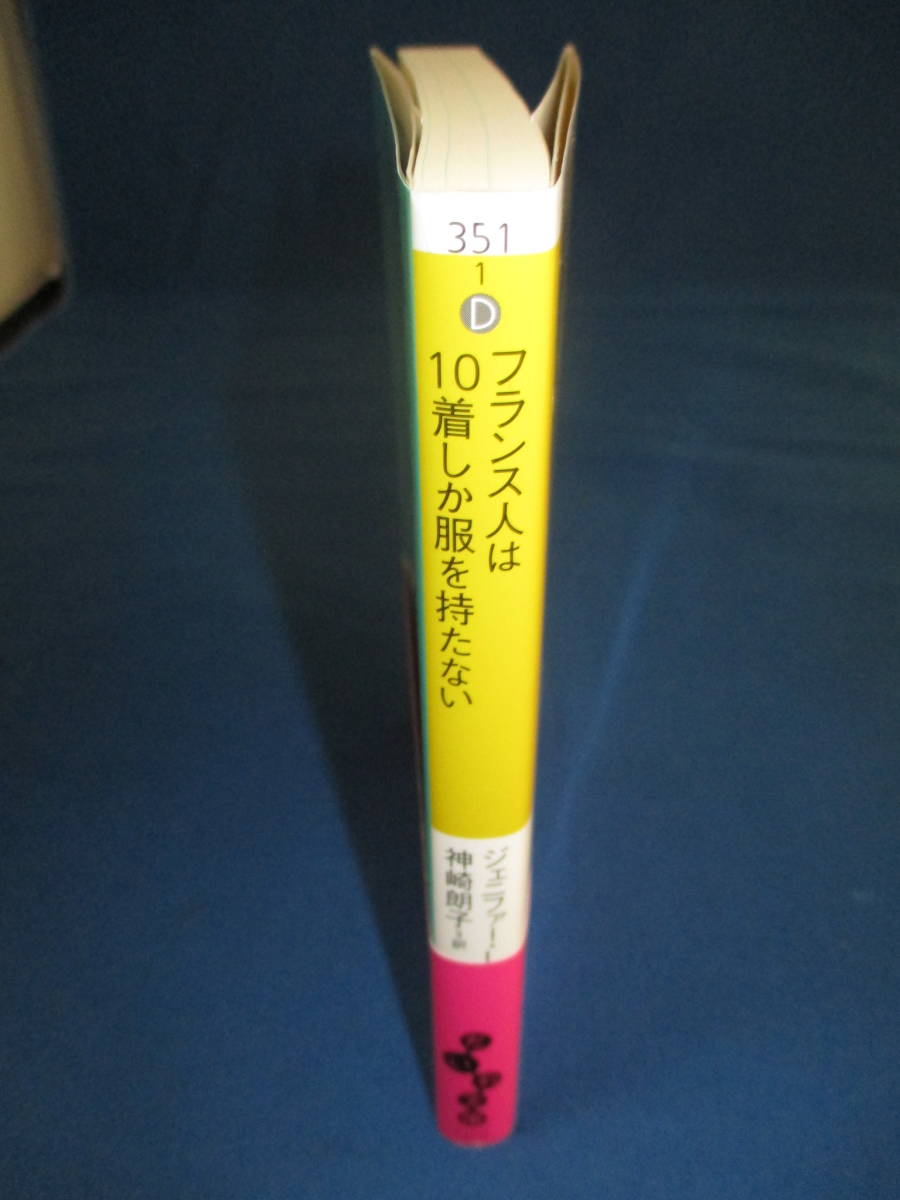 351
1
D
フランス人は
10着しか服を持たない
ジェニファー・L
神崎朗子=訳